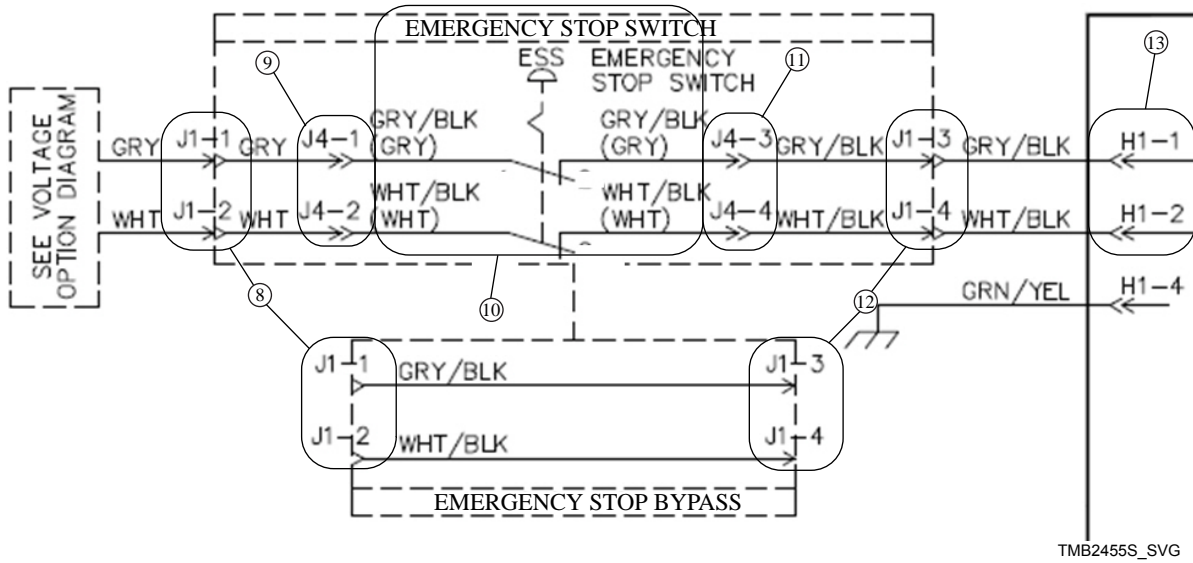 EMERGENCY STOP SWITCH
9
ESS EMERGENCY
STOP SWITCH
11
13
SEE VOLTAGE
OPTION DIAGRAM
GRY J1-1 GRY J4-1 GRY/BLK
(GRY)
GRY/BLK
(GRY) J4-3 GRY/BLK J1-3 GRY/BLK H1-1
WHT J1-2 WHT J4-2 WHT/BLK
(WHT)
WHT/BLK
(WHT) J4-4 WHT/BLK J1-4 WHT/BLK H1-2
8
10
12
GRN/YEL H1-4
J1-1 GRY/BLK J1-3
J1-2 WHT/BLK J1-4
EMERGENCY STOP BYPASS
TMB2455S_SVG